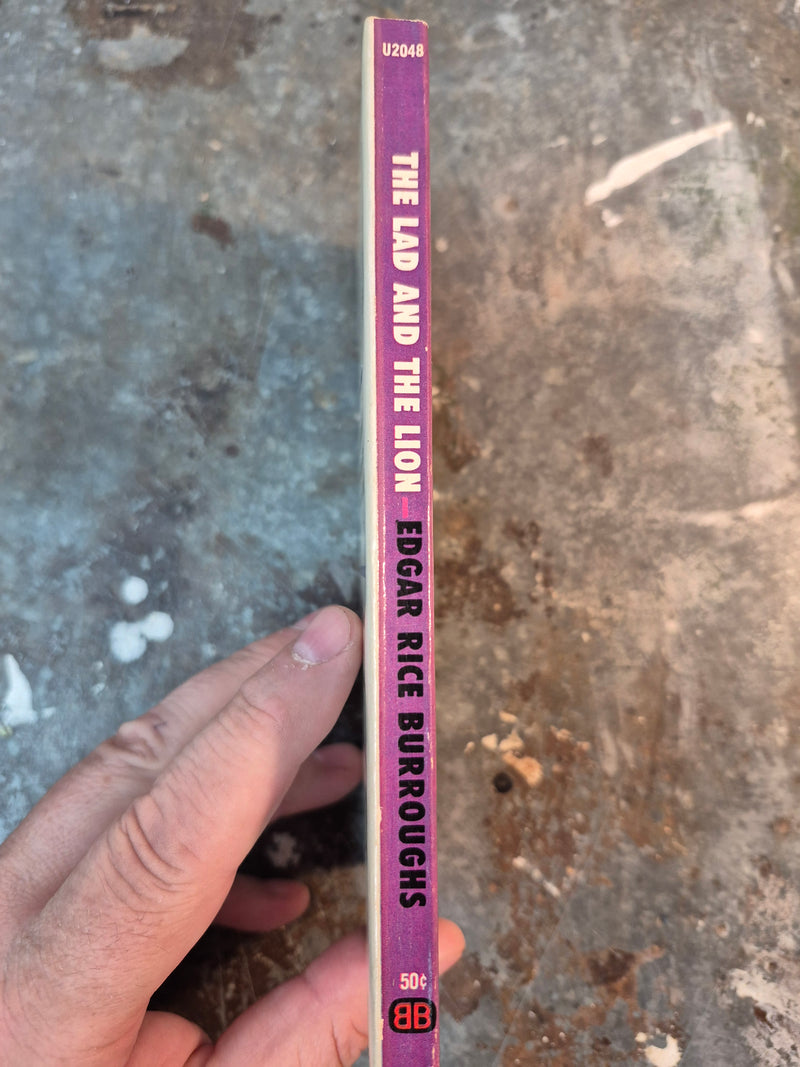 U2048
THE LAD AND THE LION—EDGAR RICE BURROUGHS
50¢
BB